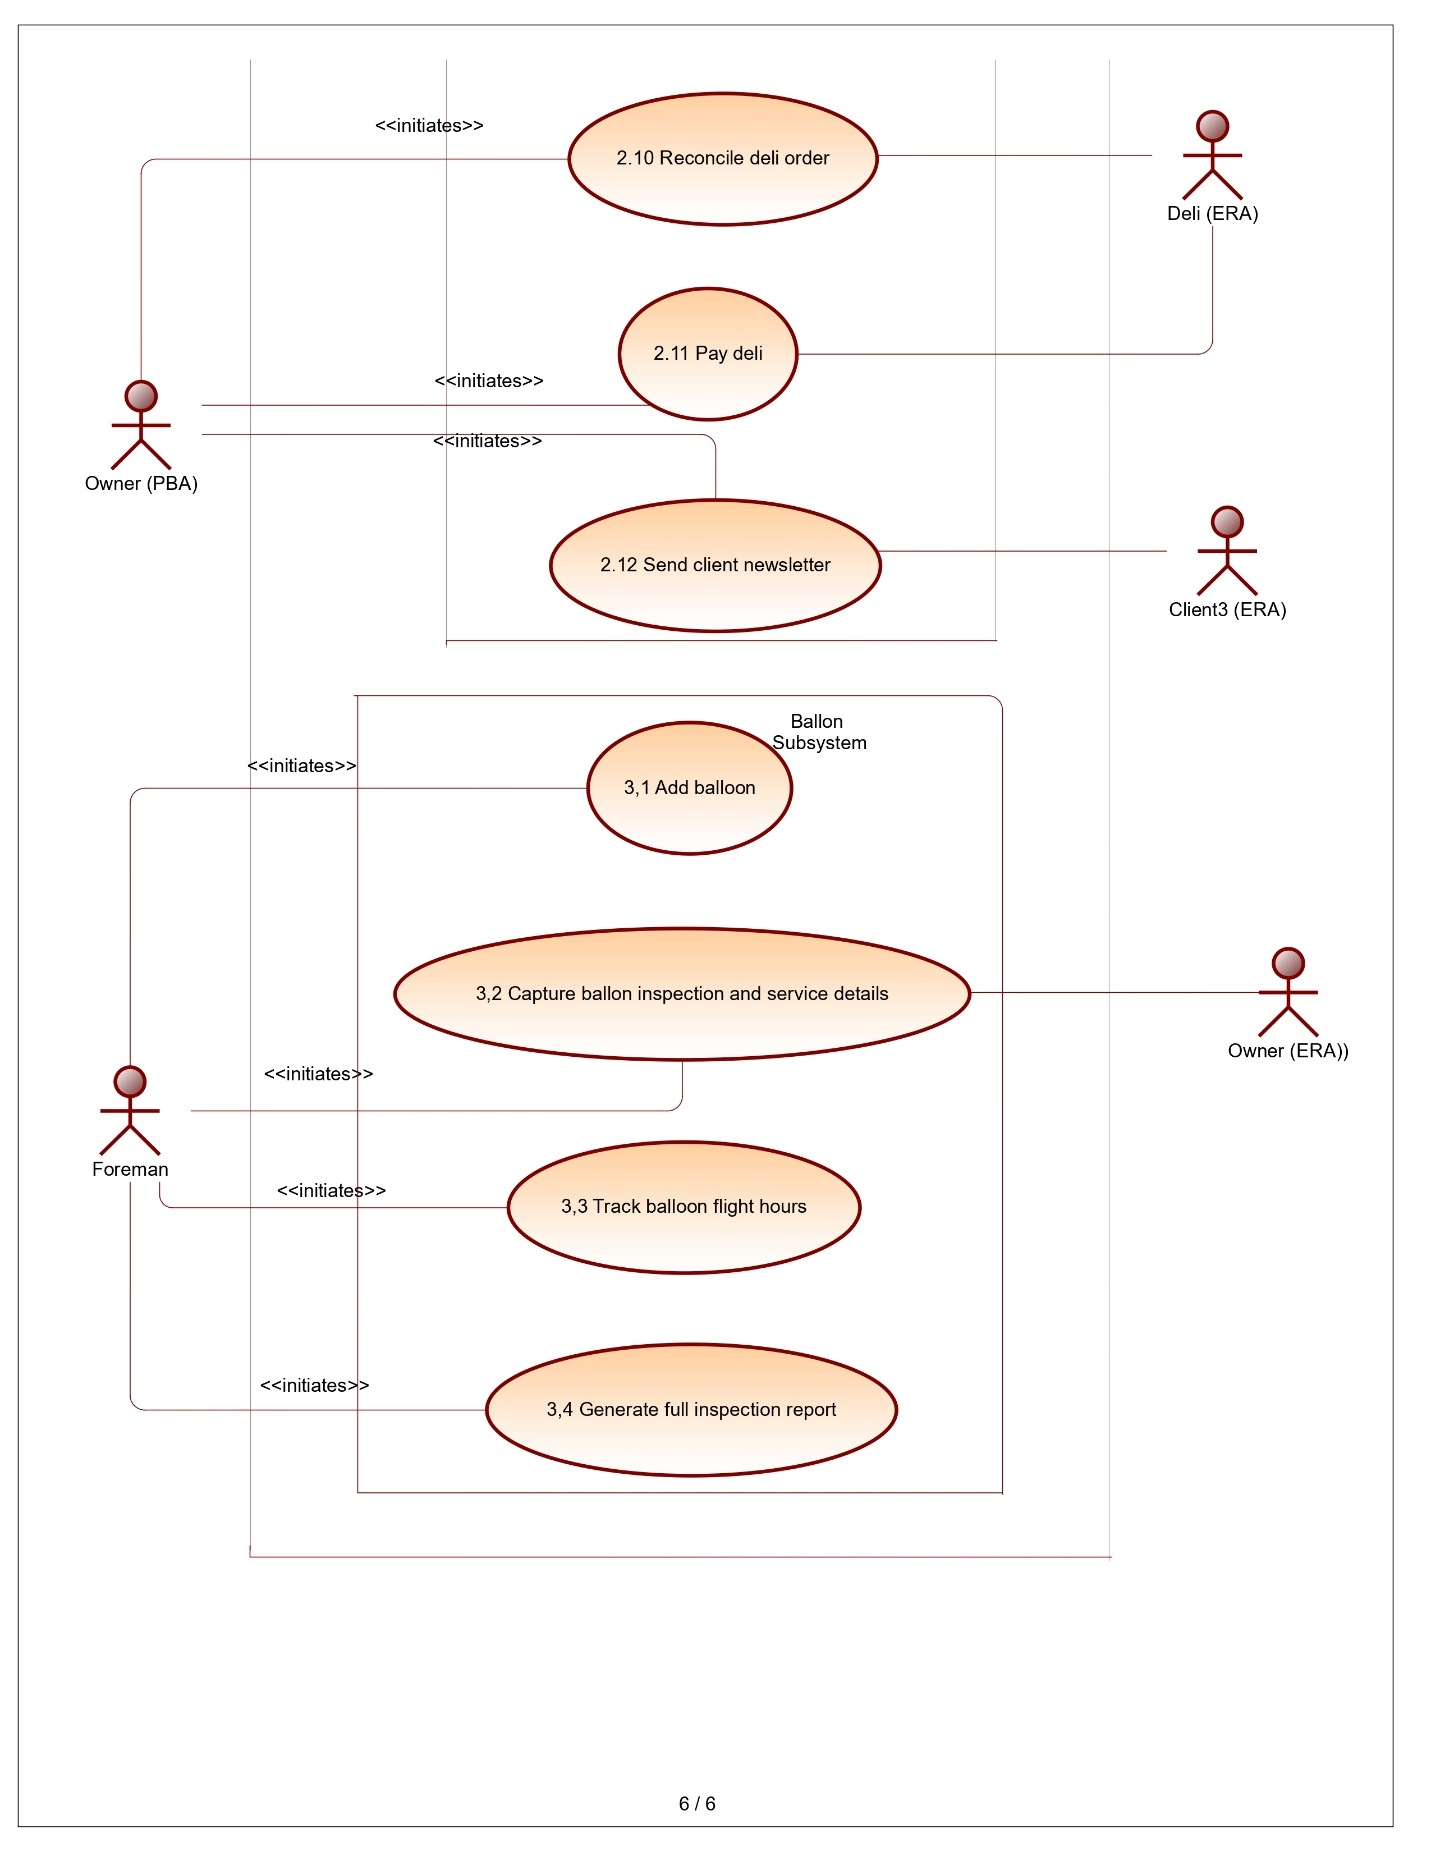 <<initiates>>
2.10 Reconcile deli order
Deli (ERA)
2.11 Pay deli
<<initiates>>
<<initiates>>
Owner (PBA)
2.12 Send client newsletter
Client3 (ERA)
Ballon
Subsystem
<<initiates>>
3,1 Add balloon
3,2 Capture ballon inspection and service details
Owner (ERA))
<<initiates>>
Foreman
<<initiates>>
3,3 Track balloon flight hours
<<initiates>>
3,4 Generate full inspection report
6 / 6